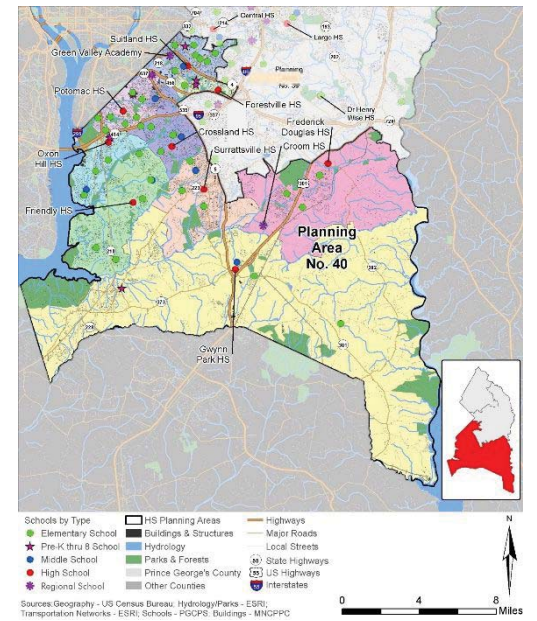 Central HS
Suitland HS
Largo HS
Green Valley Academy
Planning
No. 39
Potomac HS
Forestville HS
Dr Henry
Wise HS
Frederick
Douglas HS
Crossland HS
Surrattsville HS
Croom HS
Oxon
Hill HS
Friendly HS
Planning
Area
No. 40
Gwynn
Park HS
Schools by Type
Elementary School
Pre-K thru 8 School
Middle School
High School
Regional School
HS Planning Areas
Buildings & Structures
Hydrology
Parks & Forests
Prince George's County
Other Counties
Highways
Major Roads
Local Streets
State Highways
US Highways
Interstates
N
0 4 8
Miles
Sources:Geography - US Census Bureau; Hydrology/Parks - ESRI;
Transportation Networks - ESRI; Schools - PGCPS; Buildings - MNCPPC